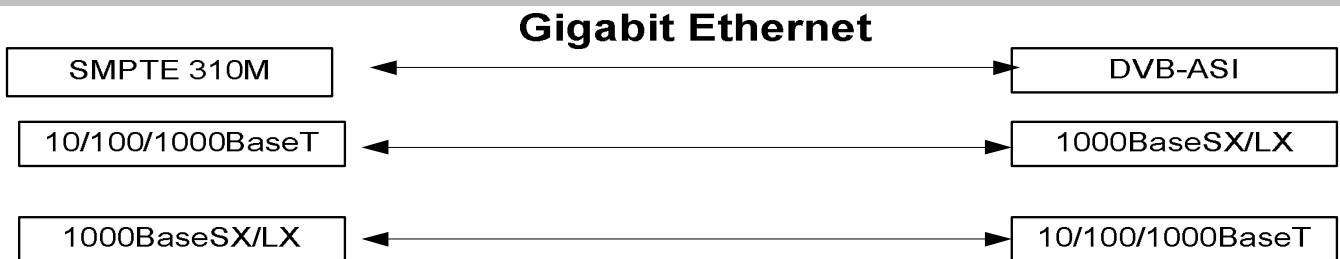 Gigabit Ethernet
SMPTE 310M DVB-ASI
10/100/1000BaseT 1000BaseSX/LX
1000BaseSX/LX 10/100/1000BaseT